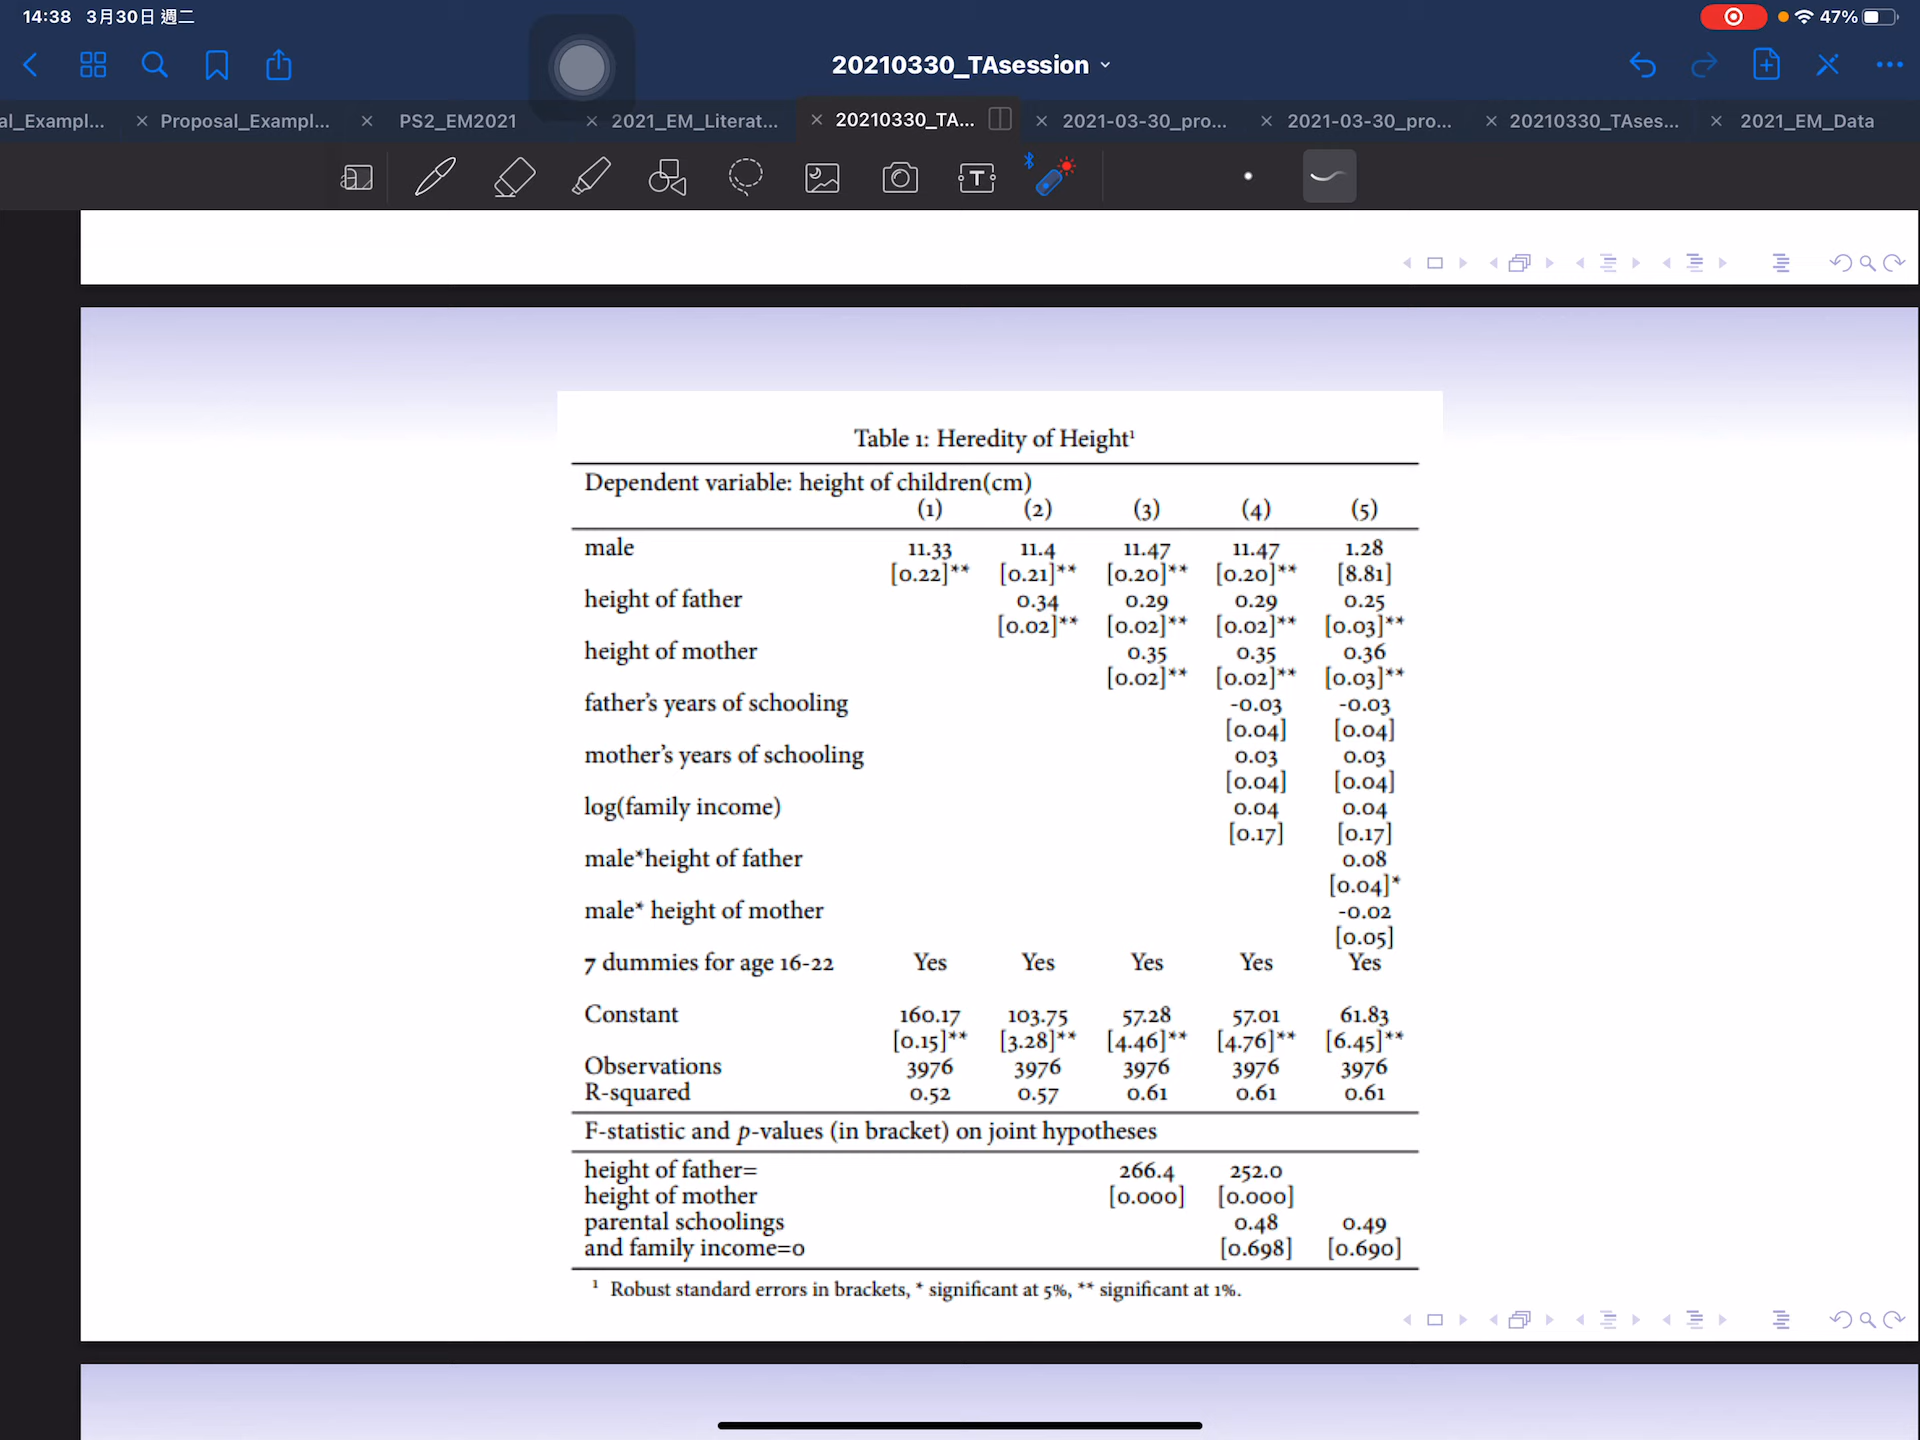 14:38 3月30日 週二
47%
20210330_TAsession
al_Exampl...
Proposal_Exampl...
PS2_EM2021
2021_EM_Literat...
20210330_TA...
2021-03-30_pro...
2021-03-30_pro...
20210330_TAses...
2021_EM_Data
Table 1: Heredity of Height¹
Dependent variable: height of children(cm)
(1) (2) (3) (4) (5)
male 11.33 11.4 11.47 11.47 1.28
[0.22]** [0.21]** [0.20]** [0.20]** [8.81]
height of father 0.34 0.29 0.29 0.25
[0.02]** [0.02]** [0.02]** [0.03]**
height of mother 0.35 0.35 0.36
[0.02]** [0.02]** [0.03]**
father's years of schooling -0.03 -0.03
[0.04] [0.04]
mother's years of schooling 0.03 0.03
[0.04] [0.04]
log(family income) 0.04 0.04
[0.17] [0.17]
male*height of father 0.08
[0.04]*
male* height of mother -0.02
[0.05]
7 dummies for age 16-22 Yes Yes Yes Yes Yes
Constant 160.17 103.75 57.28 57.01 61.83
[0.15]** [3.28]** [4.46]** [4.76]** [6.45]**
Observations 3976 3976 3976 3976 3976
R-squared 0.52 0.57 0.61 0.61 0.61
F-statistic and p-values (in bracket) on joint hypotheses
height of father= 266.4 252.0
height of mother [0.000] [0.000]
parental schoolings 0.48 0.49
and family income=0 [0.698] [0.690]
¹ Robust standard errors in brackets, * significant at 5%, ** significant at 1%.